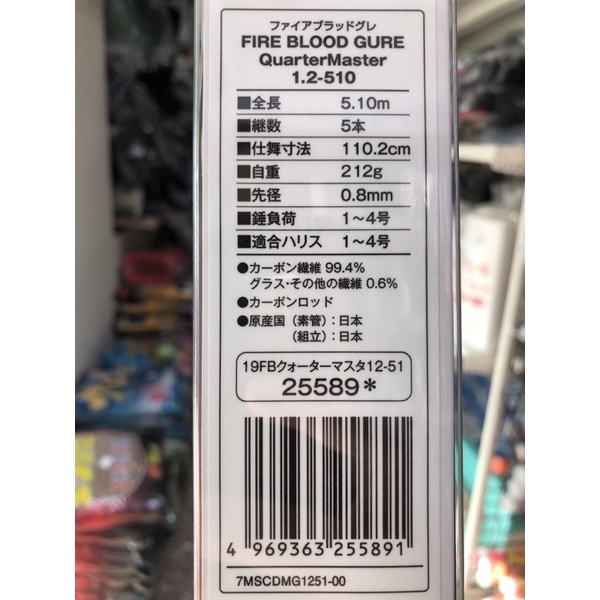 ファイアブラッドグレ
FIRE BLOOD GURE
QuarterMaster
1.2-510
■全長 5.10m
■継数 5本
■仕舞寸法 110.2cm
■自重 212g
■先径 0.8mm
■錘負荷 1〜4号
■適合ハリス 1〜4号
●カーボン繊維 99.4%
グラス・その他の繊維 0.6%
●カーボンロッド
●原産国（素管）:日本
（組立）:日本
19FBクォーターマスタ12-51
25589*
4 969363 255891
7MSCDMG1251-00